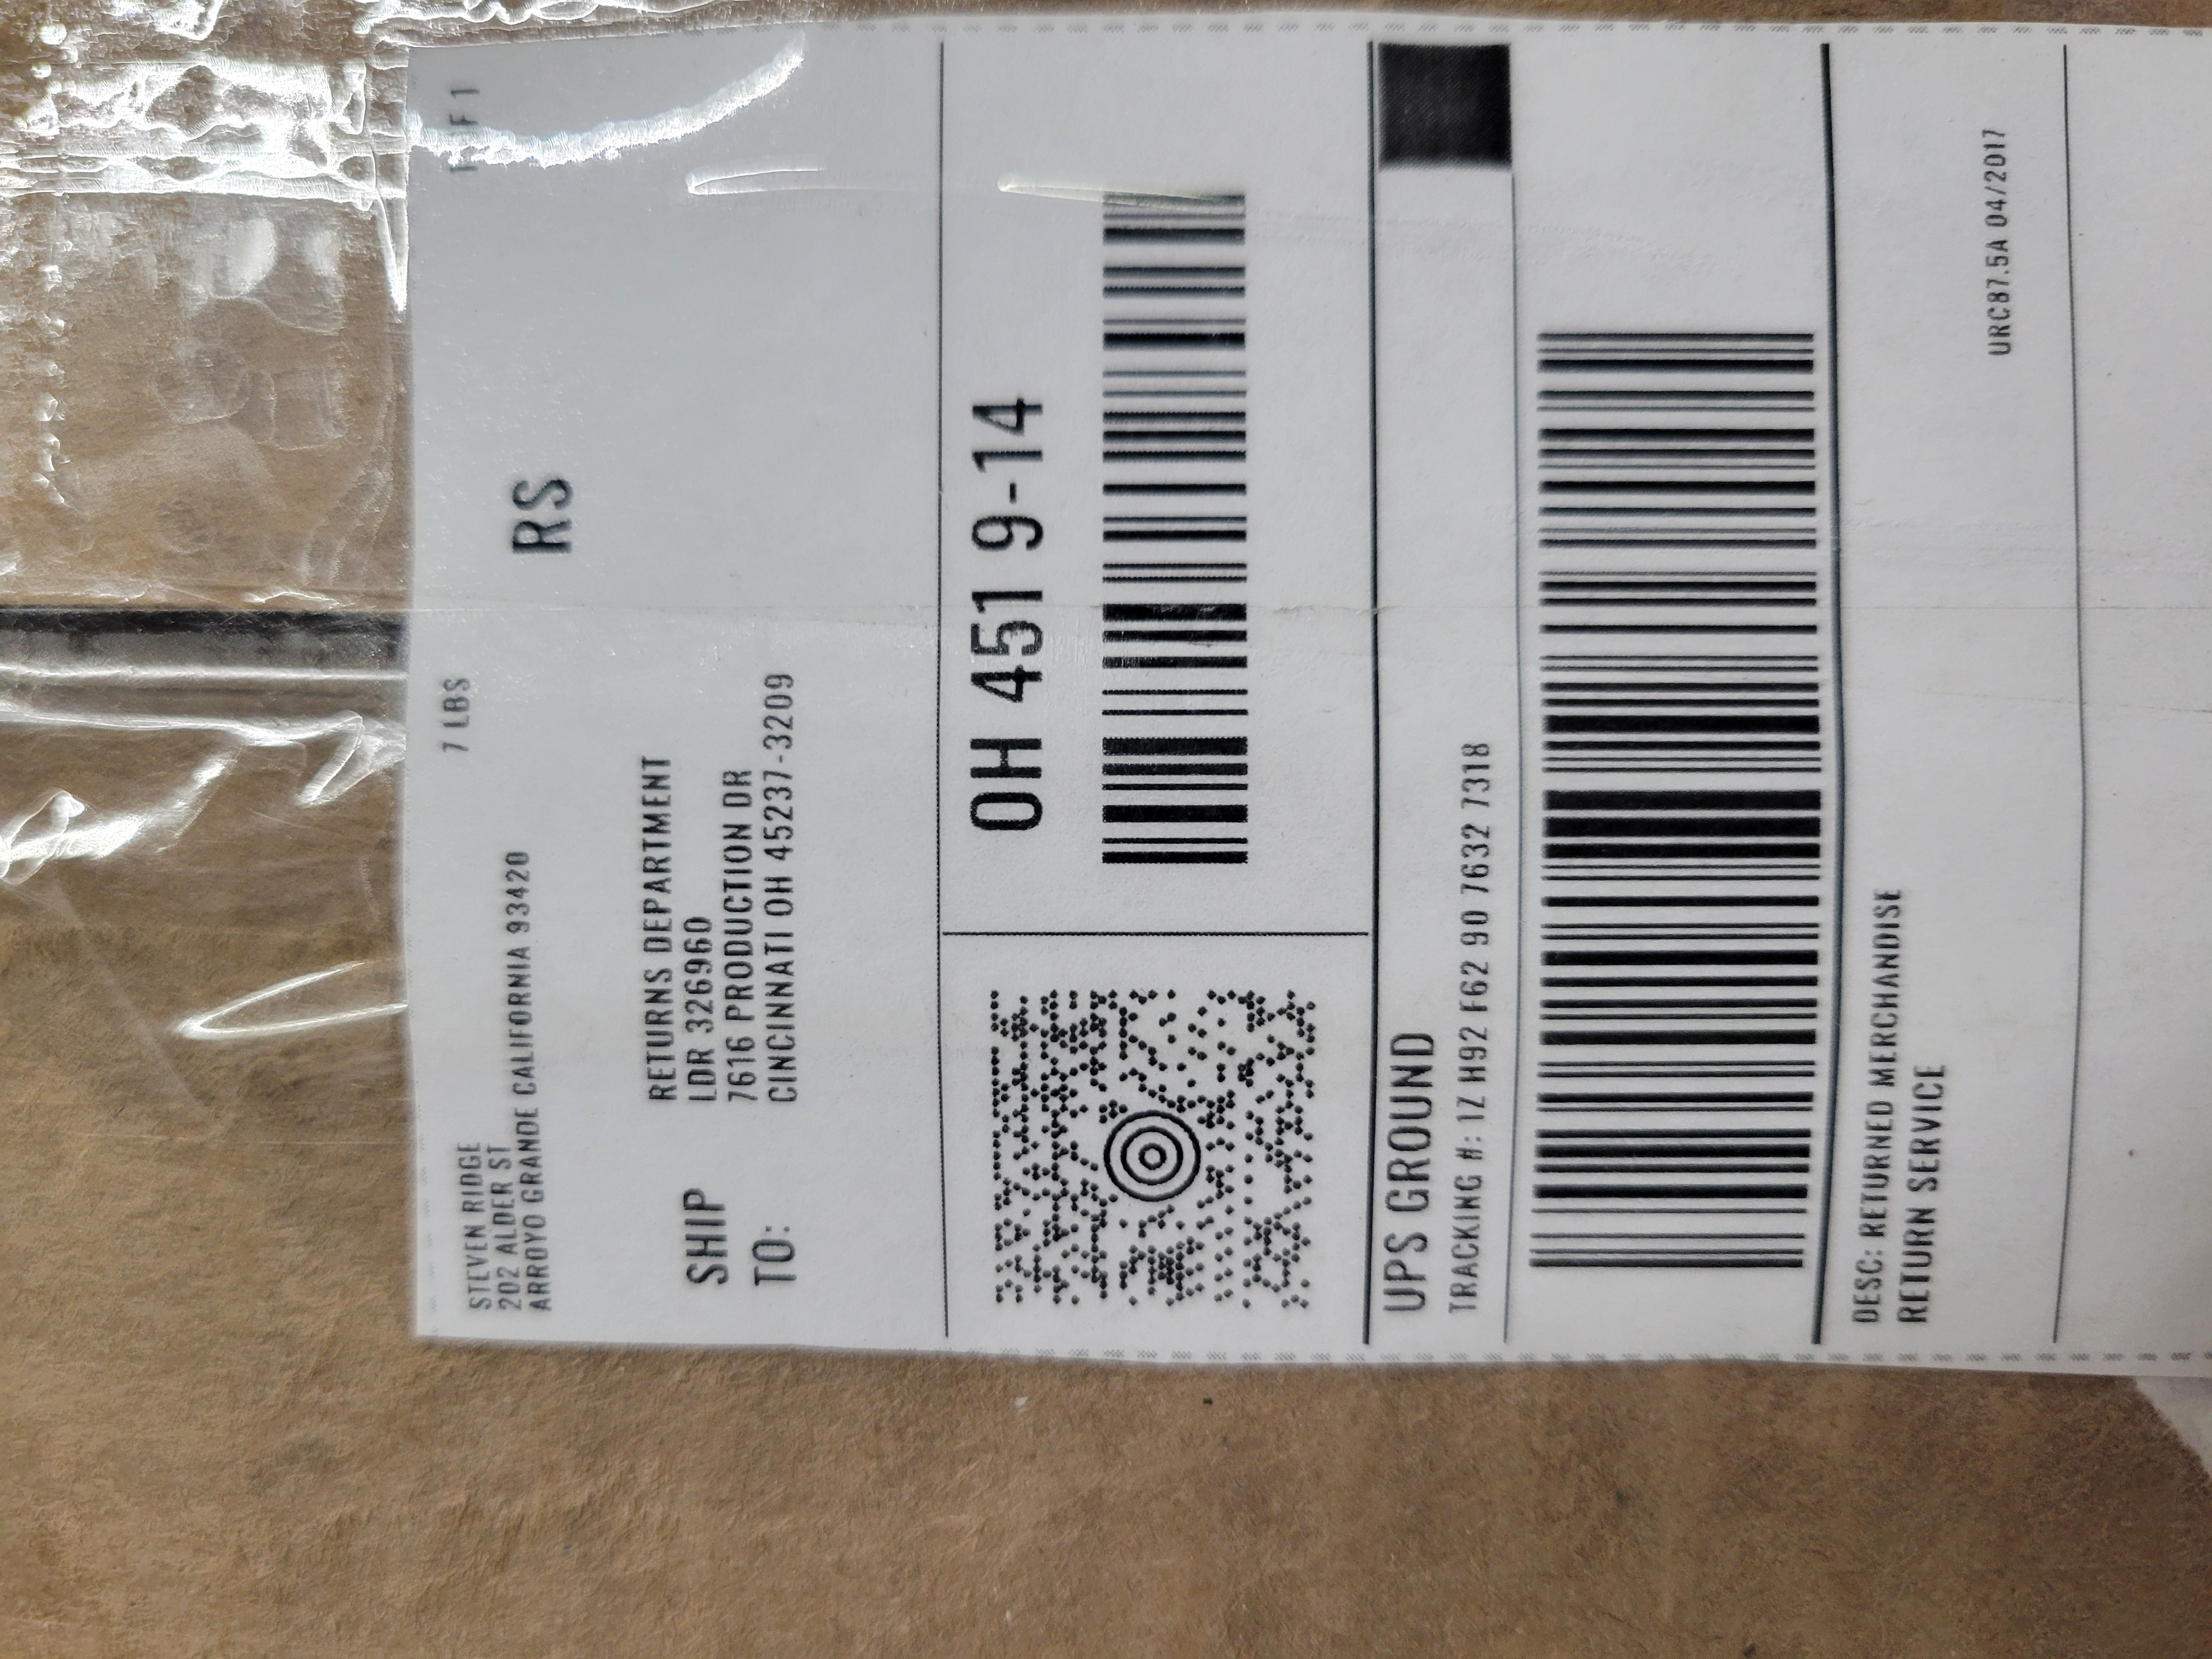 STEVEN RIDGE
202 ALDER ST
ARROYO GRANDE CALIFORNIA 93420
7 LBS
F 1
RS
SHIP
TO:
RETURNS DEPARTMENT
LDR 326960
7616 PRODUCTION DR
CINCINNATI OH 45237-3209
OH 451 9-14
UPS GROUND
TRACKING #: 1Z H92 F62 90 7632 7318
DESC: RETURNED MERCHANDISE
RETURN SERVICE
URC87.5A 04/2017